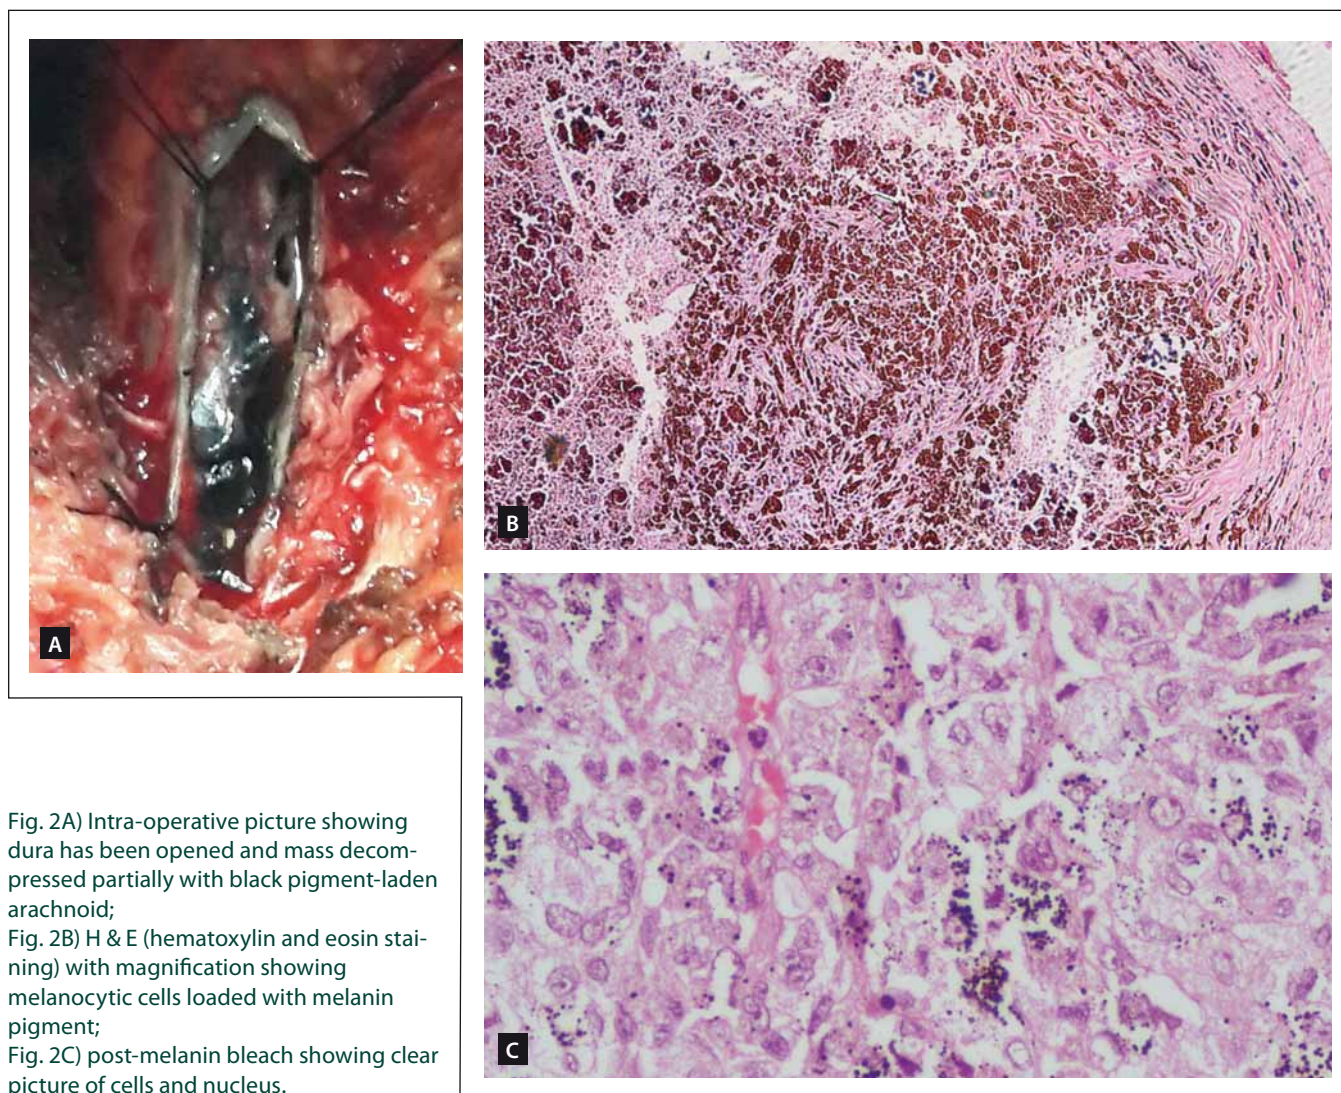 A
B
C
Fig. 2A) Intra-operative picture showing
dura has been opened and mass decom-
pressed partially with black pigment-laden
arachnoid;
Fig. 2B) H & E (hematoxylin and eosin stai-
ning) with magnification showing
melanocytic cells loaded with melanin
pigment;
Fig. 2C) post-melanin bleach showing clear
picture of cells and nucleus.